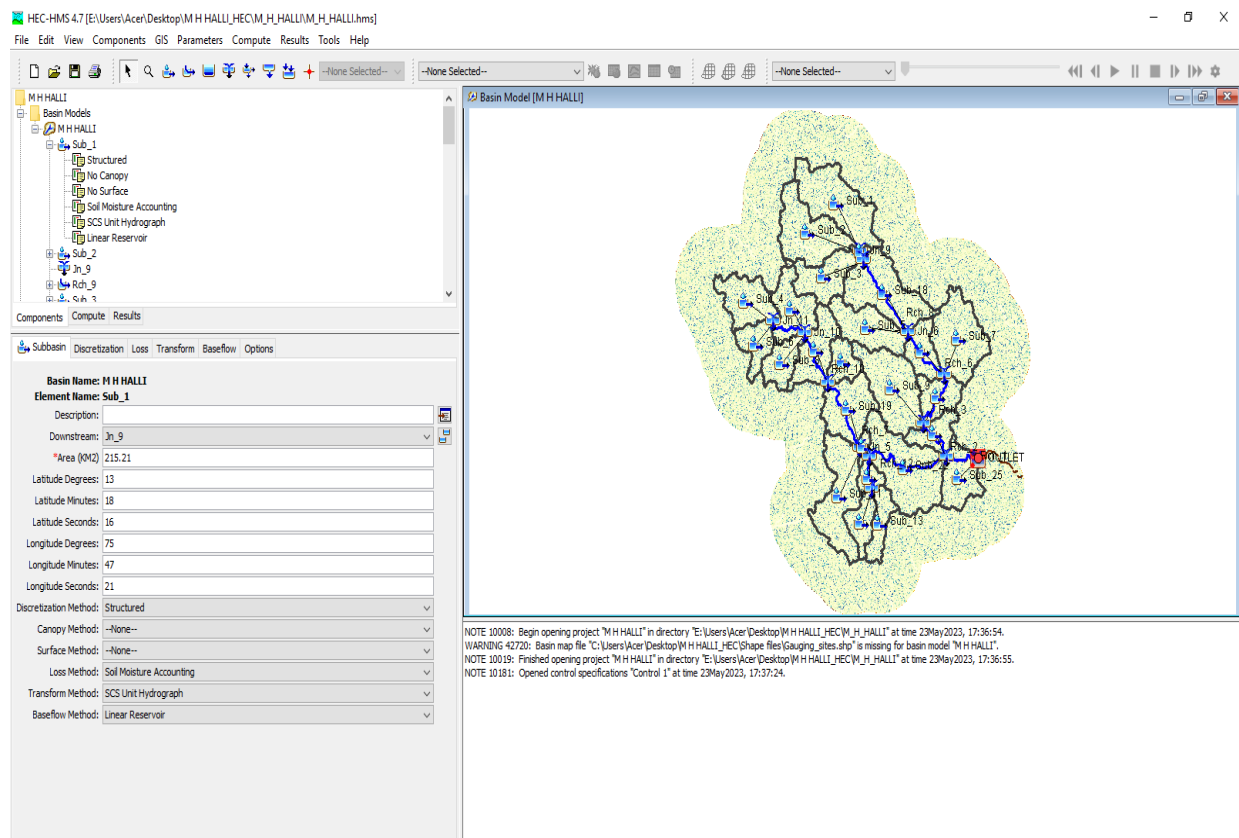 HEC-HMS 4.7 [E:\Users\Acer\Desktop\M H HALLI_HEC\M_H_HALLI\M_H_HALLI.hms]
File Edit View Components GIS Parameters Compute Results Tools Help
--None Selected-- --None Selected-- --None Selected--
M H HALLI
Basin Models
M H HALLI
Sub_1
Structured
No Canopy
No Surface
Soil Moisture Accounting
SCS Unit Hydrograph
Linear Reservoir
Sub_2
Jn_9
Rch_9
Sub_3
Components Compute Results
Subbasin Discretization Loss Transform Baseflow Options
Basin Name: M H HALLI
Element Name: Sub_1
Description:
Downstream: Jn_9
*Area (KM2) 215.21
Latitude Degrees: 13
Latitude Minutes: 18
Latitude Seconds: 16
Longitude Degrees: 75
Longitude Minutes: 47
Longitude Seconds: 21
Discretization Method: Structured
Canopy Method: --None--
Surface Method: --None--
Loss Method: Soil Moisture Accounting
Transform Method: SCS Unit Hydrograph
Baseflow Method: Linear Reservoir
Basin Model [M H HALLI]
Sub_1
Sub_2
Sub_3
Sub_18
Sub_4
Rch_8
Jn_11
Jn_10
Jn_6
Sub_7
Rch_6
Sub_9
Rch_3
Sub_19
Jn_5
Rch_2
OUTLET
Sub_25
Sub_13
NOTE 10008: Begin opening project "M H HALLI" in directory "E:\Users\Acer\Desktop\M H HALLI_HEC\M_H_HALLI" at time 23May2023, 17:36:54.
WARNING 42720: Basin map file "C:\Users\Acer\Desktop\M H HALLI_HEC\Shape files\Gauging_sites.shp" is missing for basin model "M H HALLI".
NOTE 10019: Finished opening project "M H HALLI" in directory "E:\Users\Acer\Desktop\M H HALLI_HEC\M_H_HALLI" at time 23May2023, 17:36:55.
NOTE 10181: Opened control specifications "Control 1" at time 23May2023, 17:37:24.